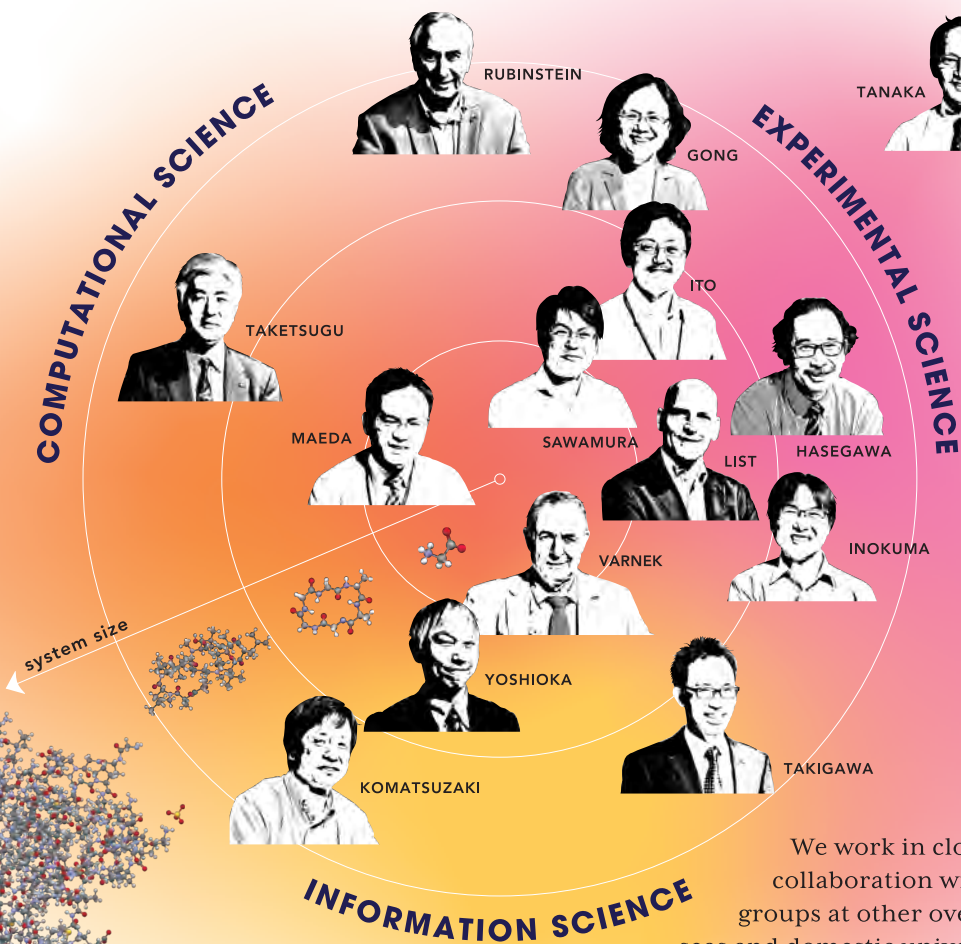 RUBINSTEIN
TANAKA
COMPUTATIONAL SCIENCE
EXPERIMENTAL SCIENCE
GONG
ITO
TAKETSUGU
MAEDA
SAWAMURA
HASEGAWA
LIST
INOKUMA
VARNEK
system size
YOSHIOKA
TAKIGAWA
KOMATSUZAKI
INFORMATION SCIENCE
We work in clo
collaboration w
groups at other ove